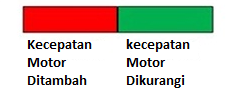 Kecepatan
Motor
Ditambah
kecepatan
Motor
Dikurangi